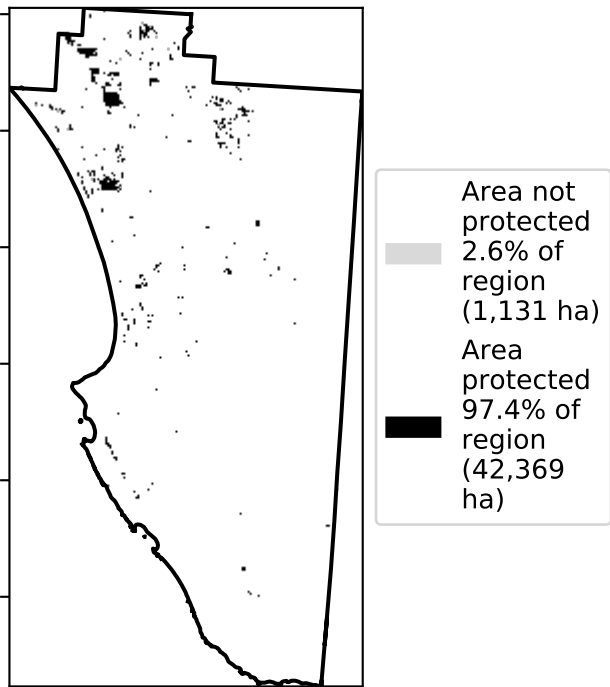 Area not
protected
2.6% of
region
(1,131 ha)
Area
protected
97.4% of
region
(42,369
ha)